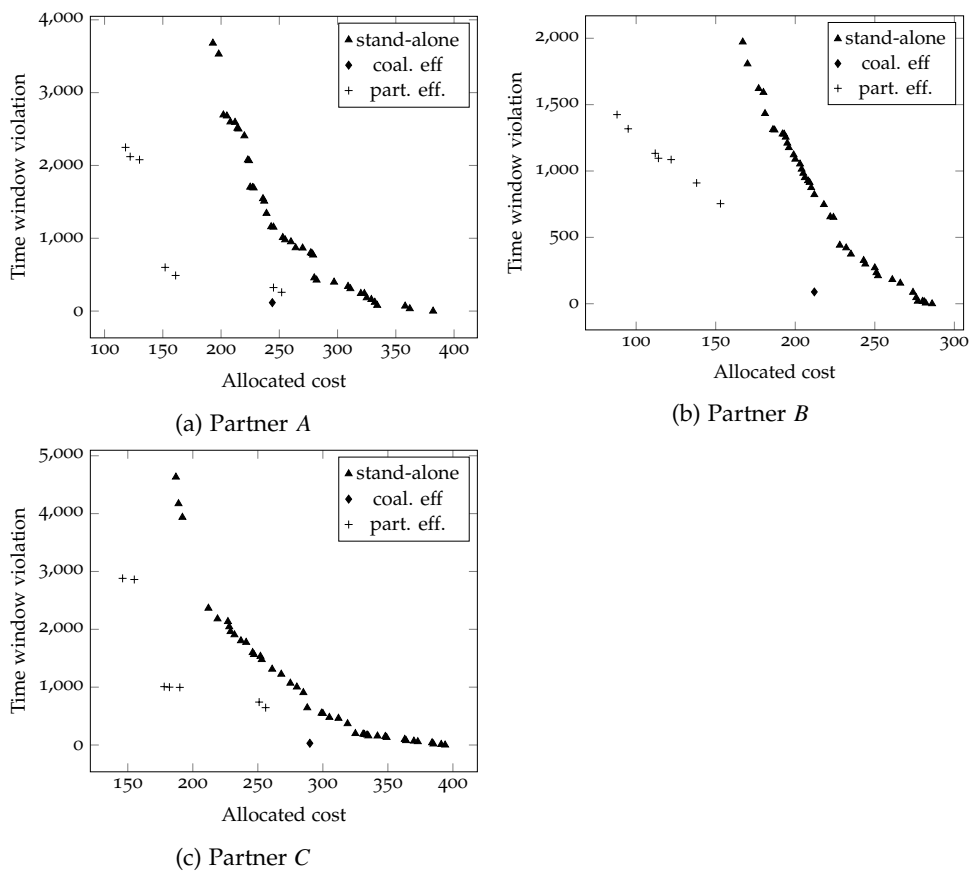 4,000
3,000
2,000
1,000
0
Time window violation
100 150 200 250 300 350 400
Allocated cost
stand-alone
coal. eff
part. eff.
(a) Partner A
2,000
1,500
1,000
500
0
Time window violation
100 150 200 250 300
Allocated cost
stand-alone
coal. eff
part. eff.
(b) Partner B
5,000
4,000
3,000
2,000
1,000
0
Time window violation
150 200 250 300 350 400
Allocated cost
stand-alone
coal. eff
part. eff.
(c) Partner C